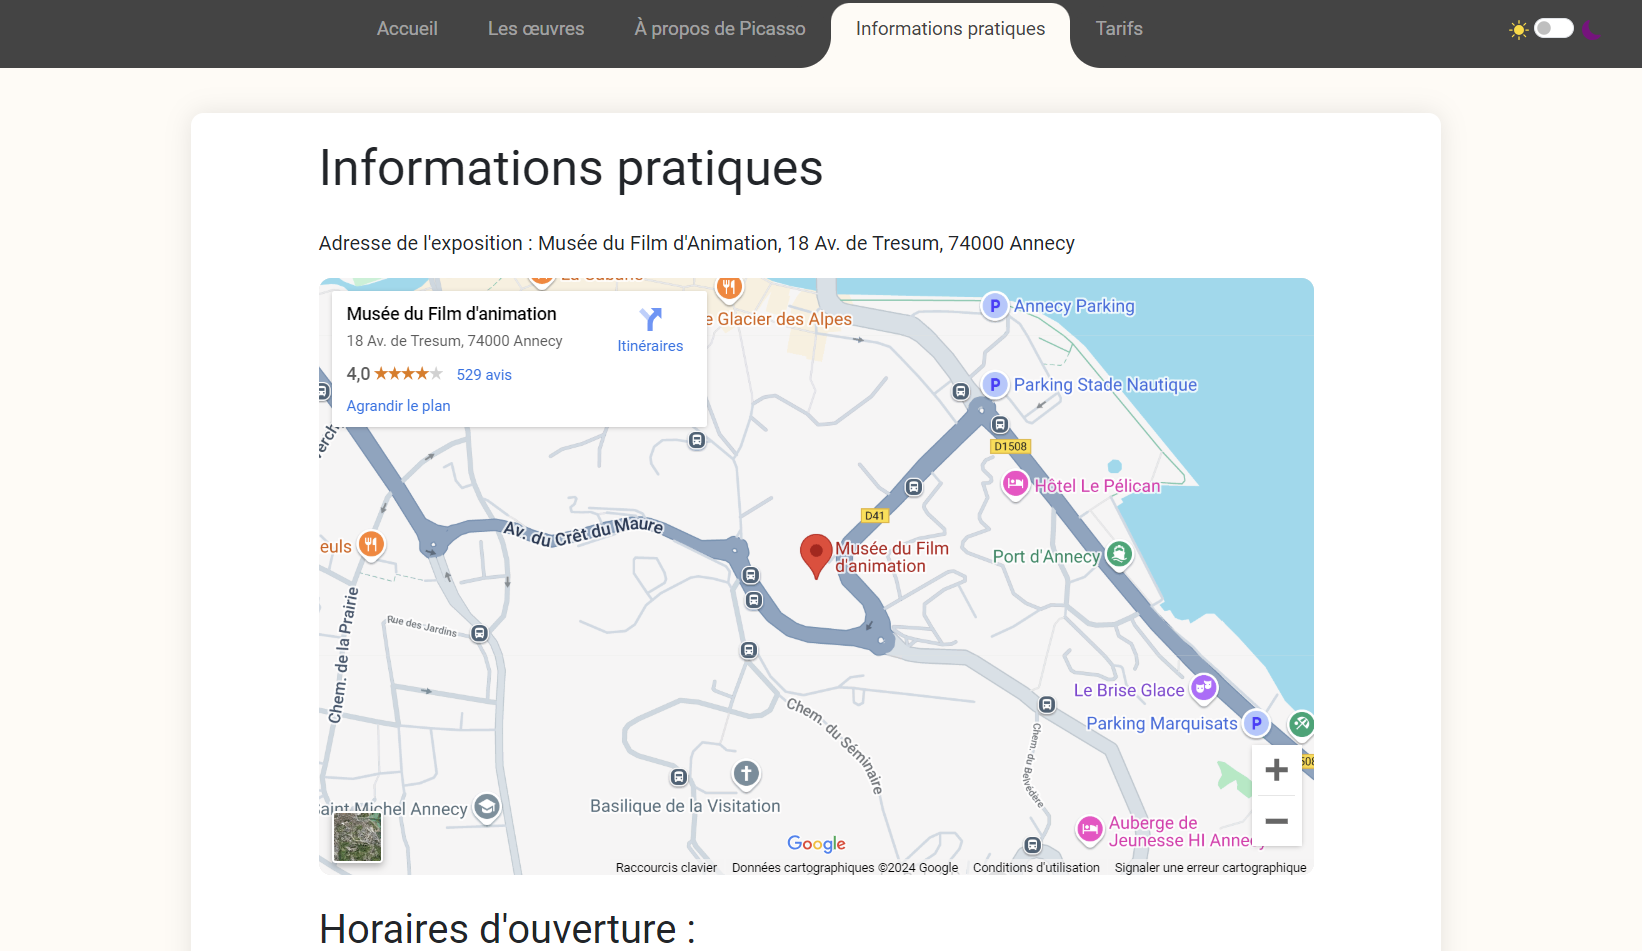 Accueil
Les œuvres
À propos de Picasso
Informations pratiques
Tarifs
Informations pratiques
Adresse de l'exposition : Musée du Film d'Animation, 18 Av. de Tresum, 74000 Annecy
Musée du Film d'animation
18 Av. de Tresum, 74000 Annecy
4,0
529 avis
Agrandir le plan
Itinéraires
Glacier des Alpes
P
Annecy Parking
P
Parking Stade Nautique
D1508
Hôtel Le Pélican
D41
Av. du Crêt du Maure
Musée du Film
d'animation
Port d'Annecy
euls
Chem. de la Prairie
Rue des Jardins
Le Brise Glace
Parking Marquisats
P
Chem. du Séminaire
Chem. du Belvédère
Basilique de la Visitation
Saint Michel Annecy
Auberge de
Jeunesse HI Annecy
Google
Raccourcis clavier
Données cartographiques ©2024 Google
Conditions d'utilisation
Signaler une erreur cartographique
Horaires d'ouverture :